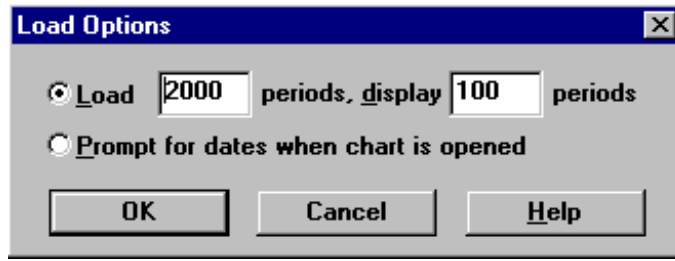 Load Options
Load 2000 periods, display 100 periods
Prompt for dates when chart is opened
OK Cancel Help